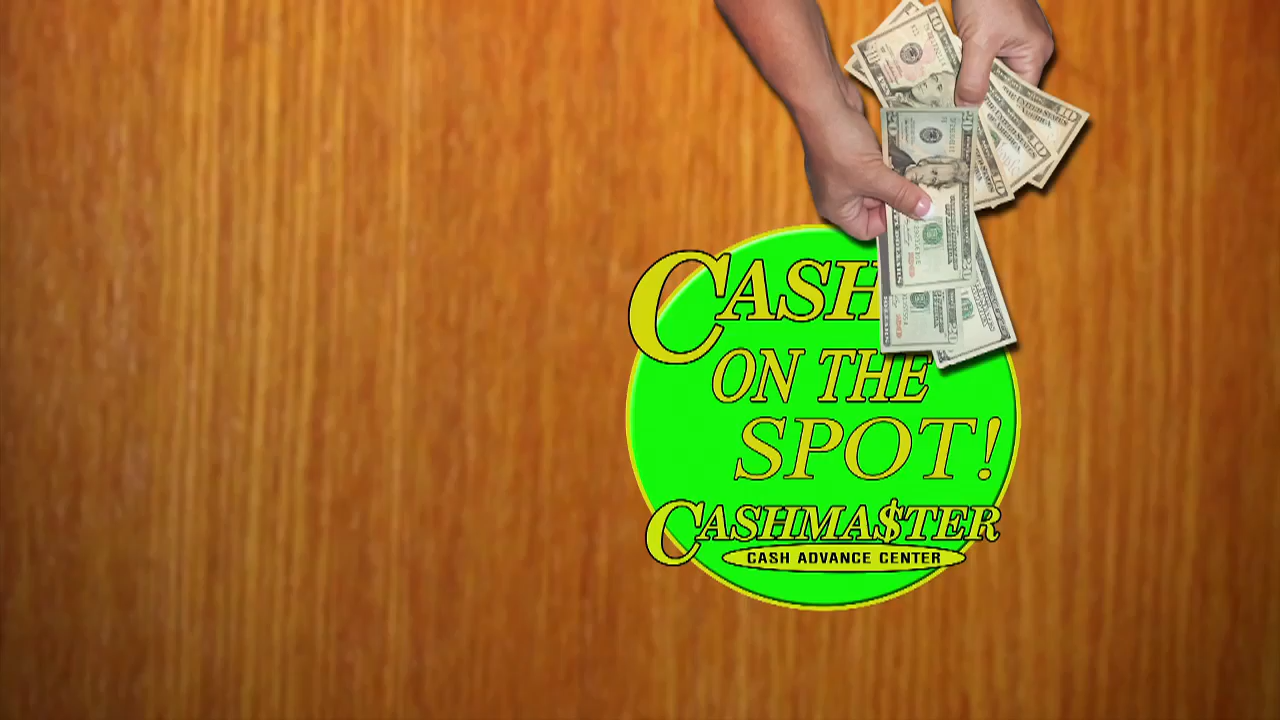 CASH
ON THE
SPOT!
CASHMA$TER
CASH ADVANCE CENTER